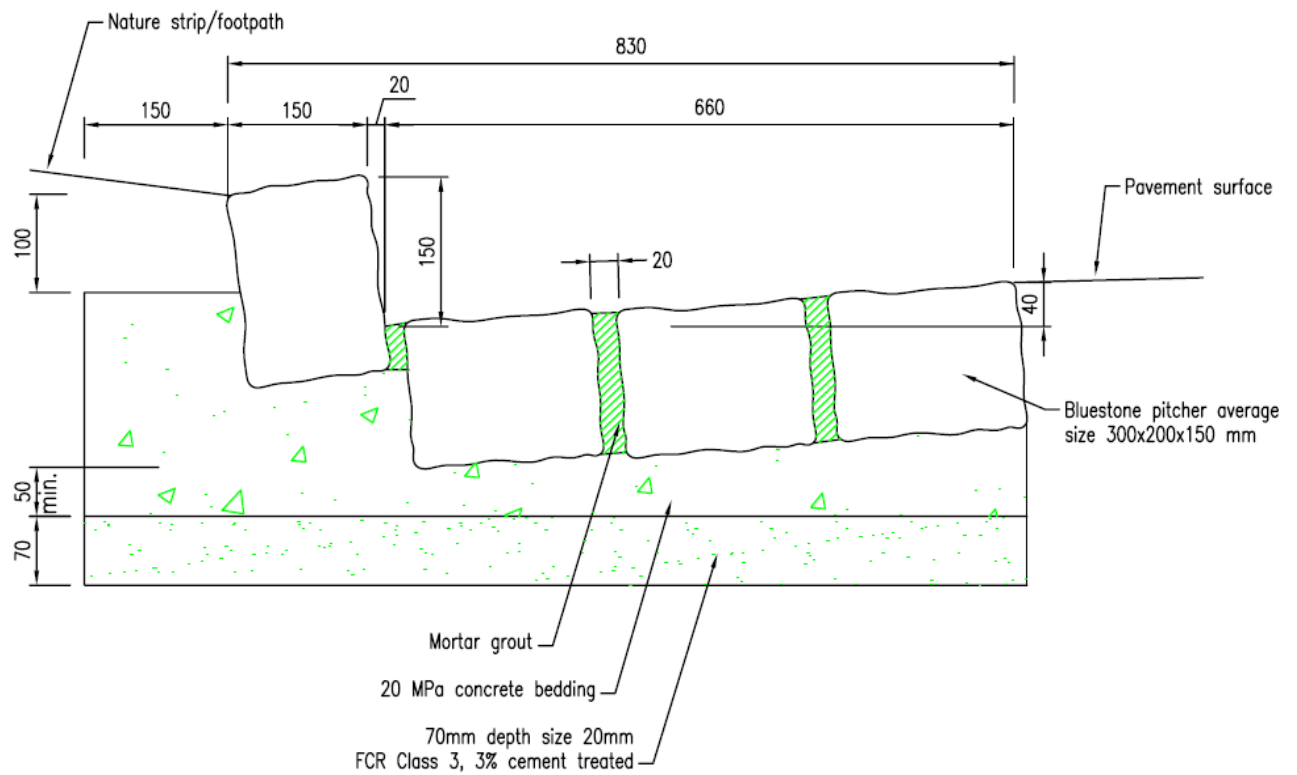 Nature strip/footpath
830
20
150
150
660
Pavement surface
100
150
20
40
Bluestone pitcher average
size 300x200x150 mm
50
min.
70
Mortar grout
20 MPa concrete bedding
70mm depth size 20mm
FCR Class 3, 3% cement treated